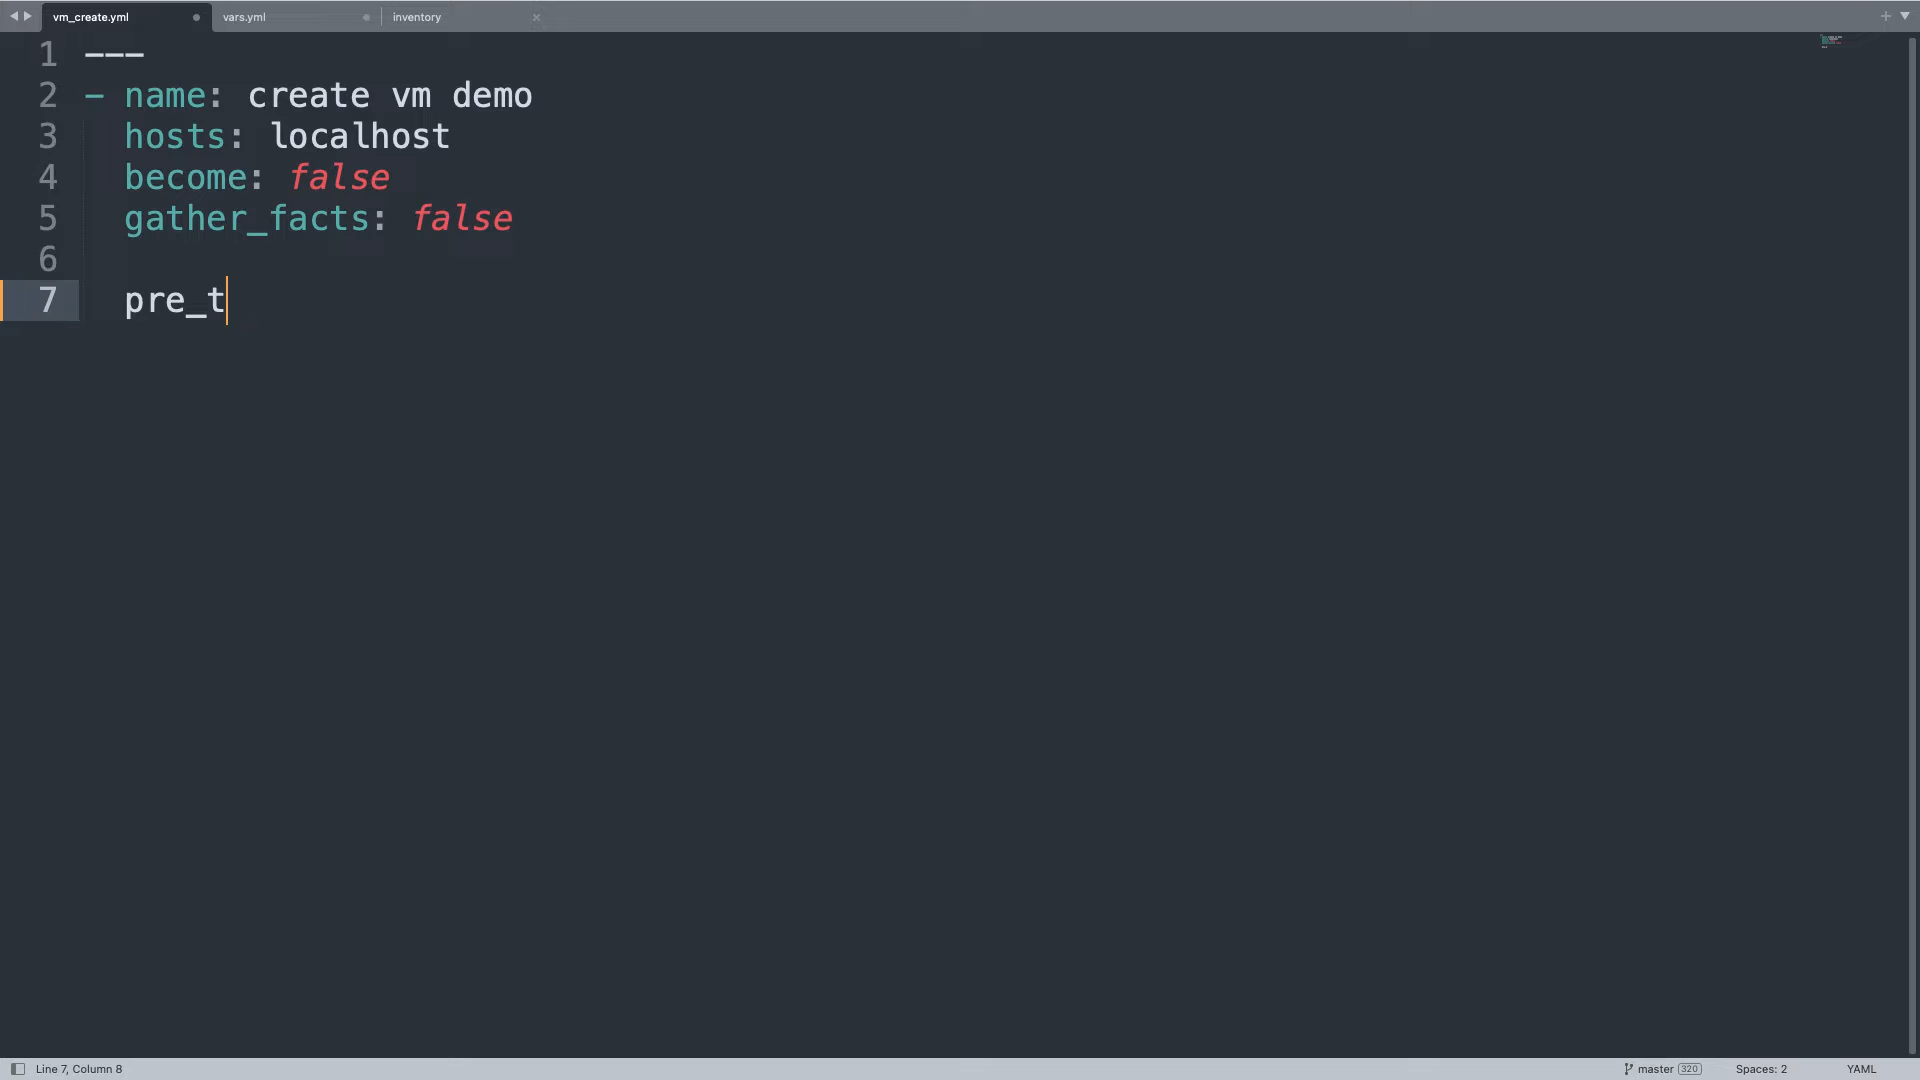 vm_create.yml vars.yml inventory
1 ---
2 - name: create vm demo
3 hosts: localhost
4 become: false
5 gather_facts: false
6
7 pre_t
Line 7, Column 8 master 320 Spaces: 2 YAML